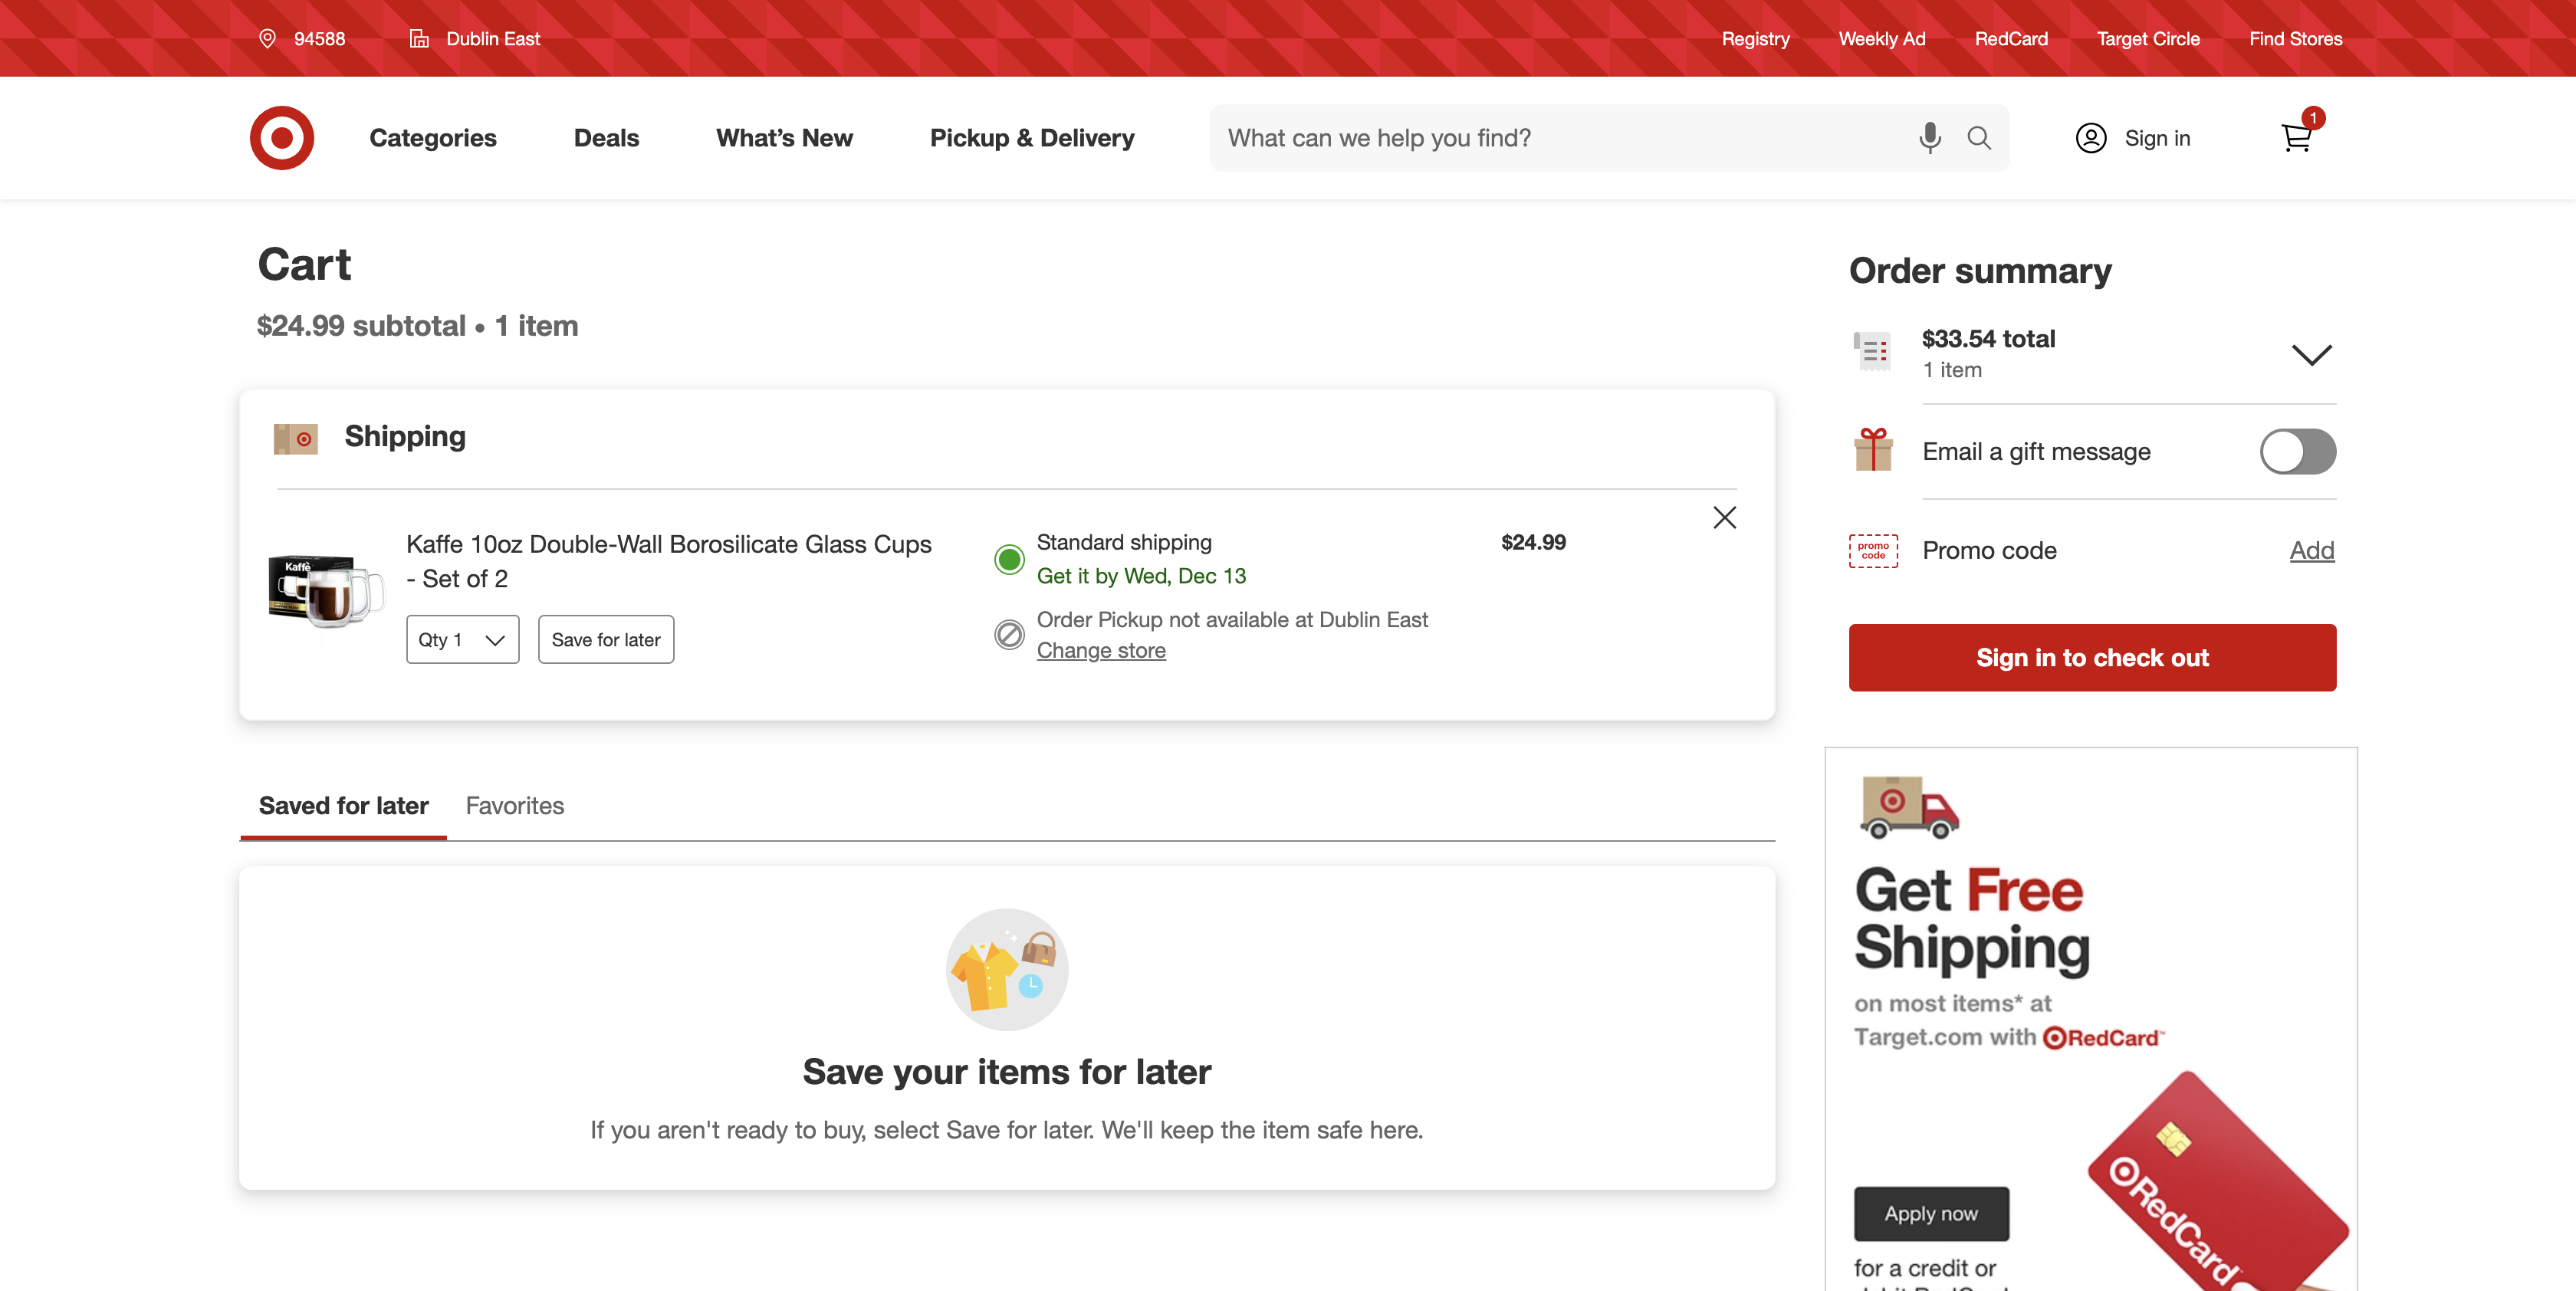 94588
Dublin East
Registry
Weekly Ad
RedCard
Target Circle
Find Stores
Categories
Deals
What's New
Pickup & Delivery
What can we help you find?
Sign in
1
Cart
$24.99 subtotal • 1 item
Shipping
Kaffe 10oz Double-Wall Borosilicate Glass Cups
- Set of 2
Qty 1
Save for later
Kaffè
Standard shipping
Get it by Wed, Dec 13
Order Pickup not available at Dublin East
Change store
$24.99
Saved for later
Favorites
Save your items for later
If you aren't ready to buy, select Save for later. We'll keep the item safe here.
Order summary
$33.54 total
1 item
Email a gift message
promo
code
Promo code
Add
Sign in to check out
Get Free
Shipping
on most items* at
Target.com with RedCard™
Apply now
for a credit or
RedCard